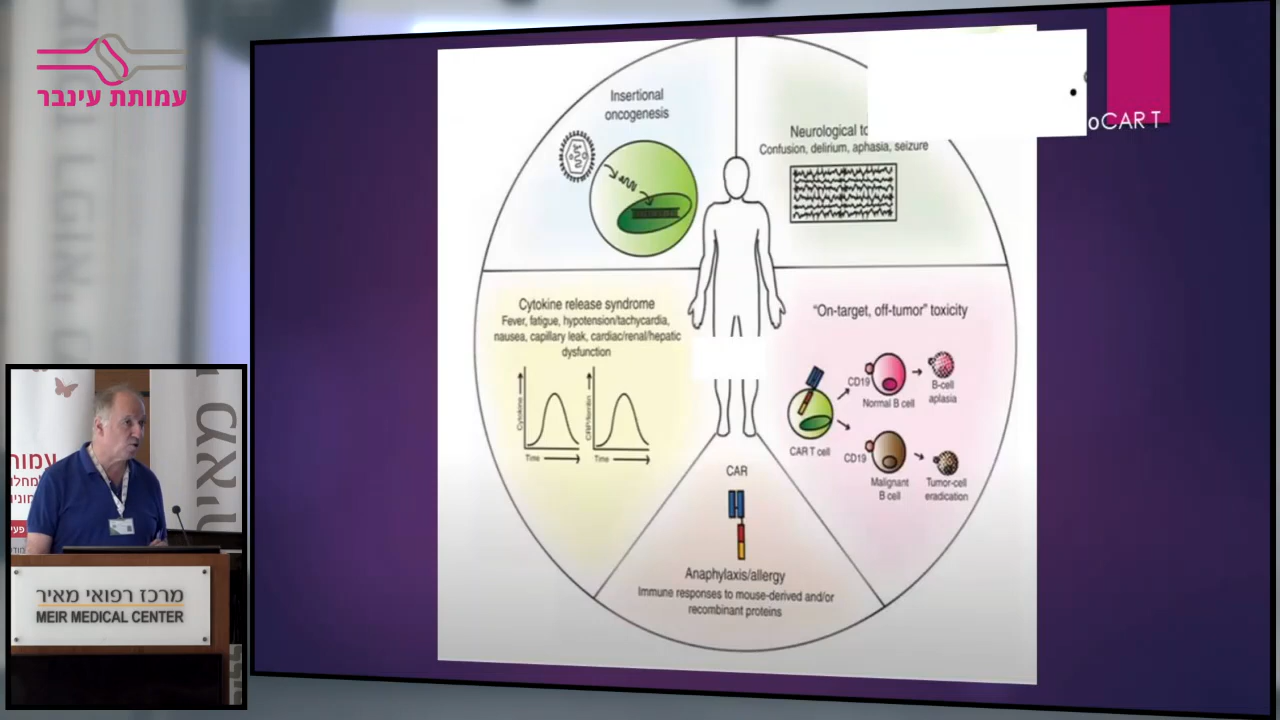 עמותת עינבר
Insertional
oncogenesis
Neurological
Confusion, delirium, aphasia, seizure
CAR T
Cytokine release syndrome
Fever, fatigue, hypotension/tachycardia,
nausea, capillary leak, cardiac/renal/hepatic
dysfunction
Cytokine
Time
Time
"On-target, off-tumor" toxicity
CD19
Normal B cell
B-cell
aplasia
CAR T cell
CD19
Malignant
B cell
Tumor-cell
eradication
CAR
Anaphylaxis/allergy
Immune responses to mouse-derived and/or
recombinant proteins
מאיר
מרכז רפואי מאיר
MEIR MEDICAL CENTER